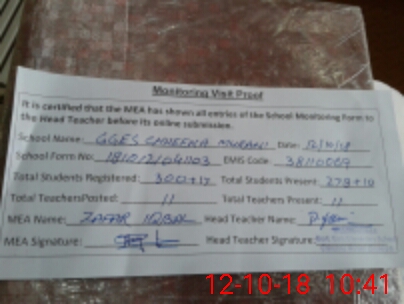 Monitoring Visit Proof
It is certified that the MEA has shown all entries of the School Monitoring Form to
the Head Teacher before its online submission.
School Name: GGES CHHEENA Date: 12/10/18
School Form No: EMIS Code: 38110069
Total Students Registered: 300+17 Total Students Present: 279+10
Total Teachers Posted: 11 Total Teachers Present: 11
MEA Name: ZAFAR IQBAL Head Teacher Name:
MEA Signature: Head Teacher Signature:
12-10-18 10:41